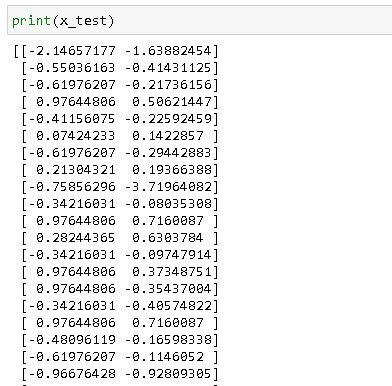 print(x_test)
[[-2.14657177 -1.63882454]
[-0.55036163 -0.41431125]
[-0.61976207 -0.21736156]
[ 0.97644806 0.50621447]
[-0.41156075 -0.22592459]
[ 0.07424233 0.1422857 ]
[-0.61976207 -0.29442883]
[ 0.21304321 0.19366388]
[-0.75856296 -3.71964082]
[-0.34216031 -0.08035308]
[ 0.97644806 0.7160087 ]
[ 0.28244365 0.6303784 ]
[-0.34216031 -0.09747914]
[ 0.97644806 0.37348751]
[ 0.97644806 -0.35437004]
[-0.34216031 -0.40574822]
[ 0.97644806 0.7160087 ]
[-0.48096119 -0.16598338]
[-0.61976207 -0.1146052 ]
[-0.96676428 -0.92809305]